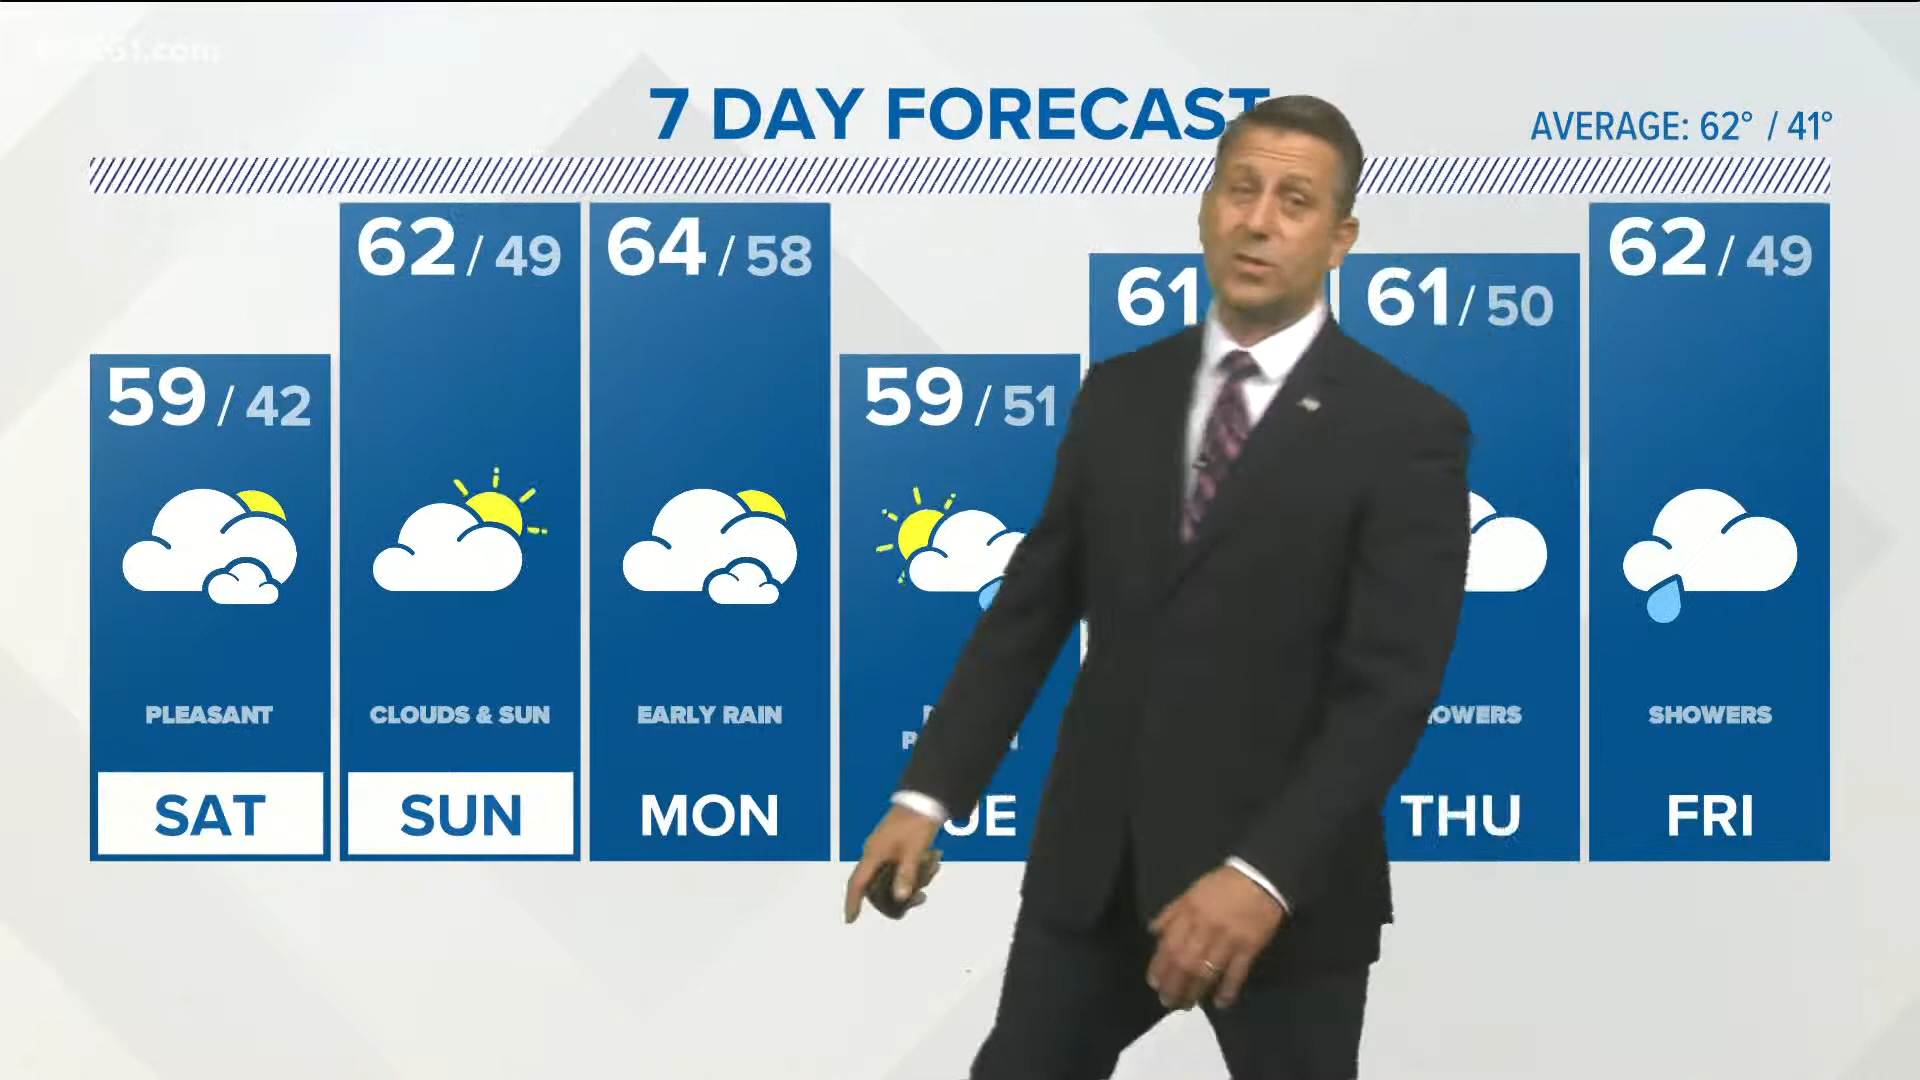 7 DAY FORECAST
AVERAGE: 62° / 41°
59 / 42
PLEASANT
SAT
62 / 49
CLOUDS & SUN
SUN
64 / 58
EARLY RAIN
MON
59 / 51
61
61 / 50
THU
62 / 49
SHOWERS
FRI